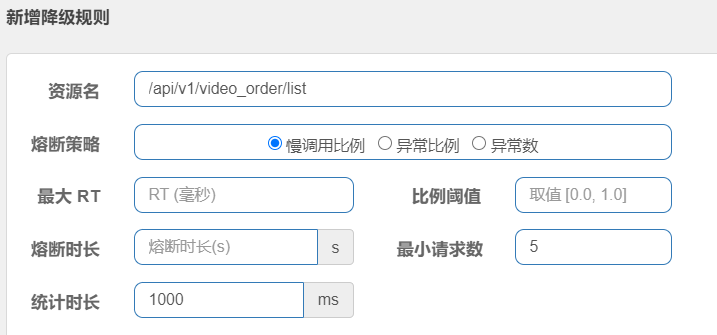 新增降级规则
资源名 /api/v1/video_order/list
熔断策略 慢调用比例 异常比例 异常数
最大 RT RT (毫秒) 比例阈值 取值 [0.0, 1.0]
熔断时长 熔断时长(s) s 最小请求数 5
统计时长 1000 ms